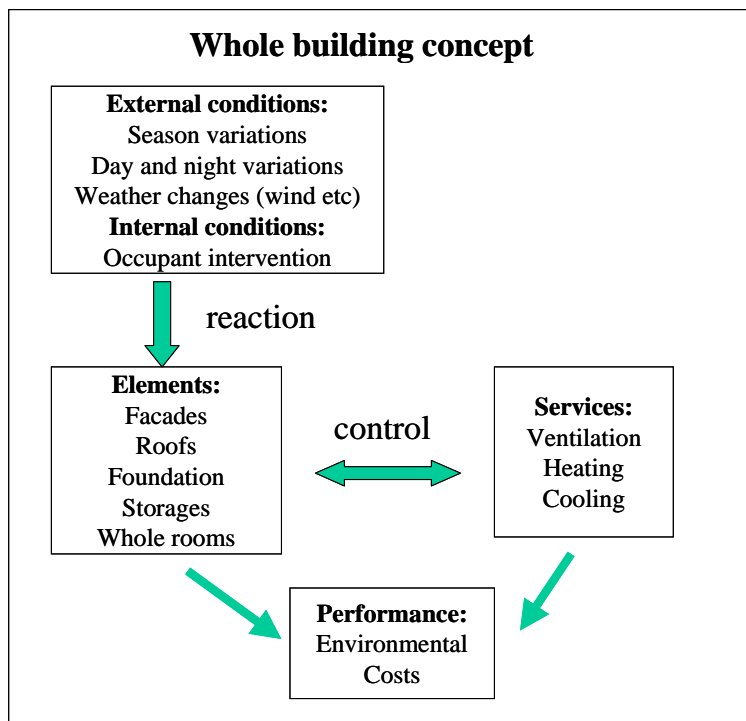 Whole building concept
External conditions:
Season variations
Day and night variations
Weather changes (wind etc)
Internal conditions:
Occupant intervention
reaction
Elements:
Facades
Roofs
Foundation
Storages
Whole rooms
control
Services:
Ventilation
Heating
Cooling
Performance:
Environmental
Costs